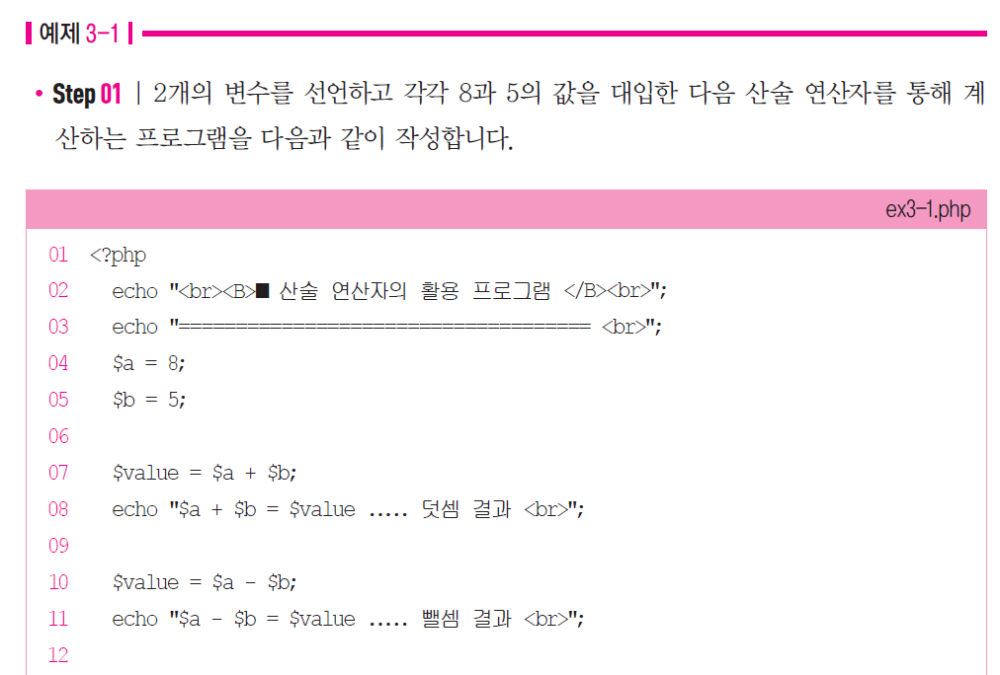 예제 3-1
• Step 01 | 2개의 변수를 선언하고 각각 8과 5의 값을 대입한 다음 산술 연산자를 통해 계
산하는 프로그램을 다음과 같이 작성합니다.
ex3-1.php
01 <?php
02 echo "<br><B>■ 산술 연산자의 활용 프로그램 </B><br>";
03 echo "==================================== <br>";
04 $a = 8;
05 $b = 5;
06
07 $value = $a + $b;
08 echo "$a + $b = $value ..... 덧셈 결과 <br>";
09
10 $value = $a - $b;
11 echo "$a - $b = $value ..... 뺄셈 결과 <br>";
12